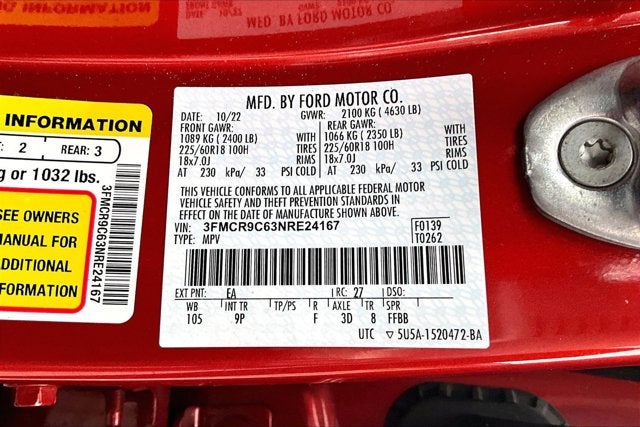 INFORMATION
2 REAR: 3
g or 1032 lbs.
SEE OWNERS
MANUAL FOR
ADDITIONAL
INFORMATION
3FMCR9C63NRE24167
MFD. BY FORD MOTOR CO.
DATE: 10/22 GVWR: 2100 KG ( 4630 LB)
FRONT GAWR: REAR GAWR:
1089 KG ( 2400 LB) WITH 1066 KG ( 2350 LB) WITH
225/60R18 100H TIRES 225/60R18 100H TIRES
18x7.0J RIMS 18x7.0J RIMS
AT 230 kPa/ 33 PSI COLD AT 230 kPa/ 33 PSI COLD
THIS VEHICLE CONFORMS TO ALL APPLICABLE FEDERAL MOTOR
VEHICLE SAFETY AND THEFT PREVENTION STANDARDS IN
EFFECT ON THE DATE OF MANUFACTURE SHOWN ABOVE.
VIN: 3FMCR9C63NRE24167 F0139
TYPE: MPV T0262
EXT PNT: EA RC: 27 DSO:
WB INT TR TP/PS R AXLE TR SPR
105 9P F 3D 8 FFBB
UTC 5U5A-1520472-BA